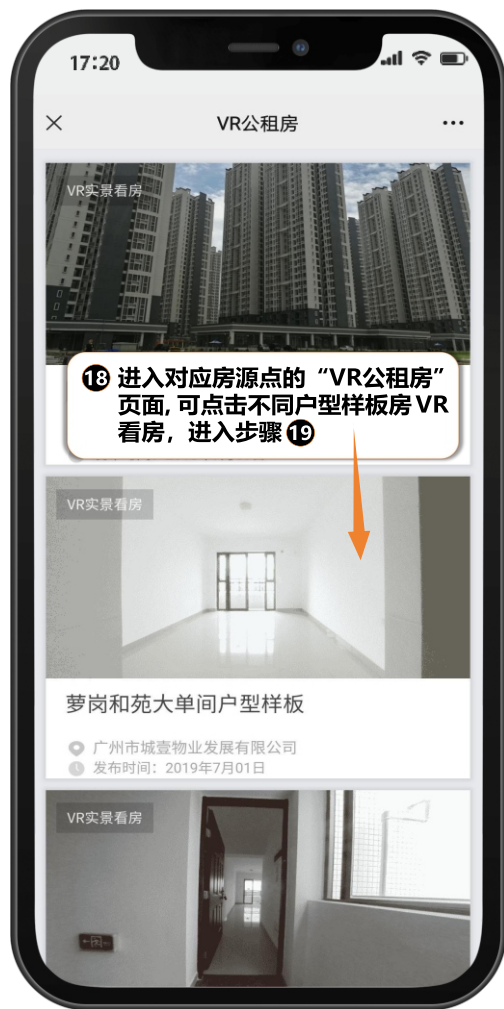 17:20
VR公租房
VR实景看房
⓲ 进入对应房源点的“VR公租房”
页面, 可点击不同户型样板房 VR
看房，进入步骤 ⓳
VR实景看房
萝岗和苑大单间户型样板
广州市城壹物业发展有限公司
发布时间：2019年7月01日
VR实景看房